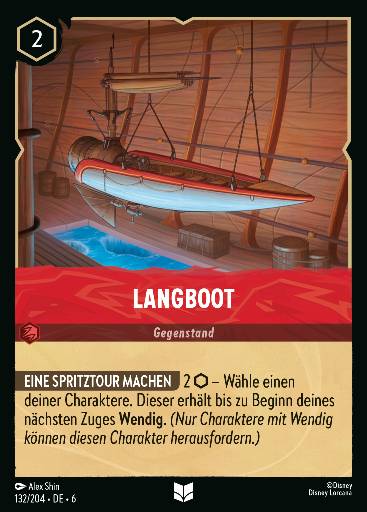 2
LANGBOOT
Gegenstand
EINE SPRITZTOUR MACHEN 2 ⬡ – Wähle einen
deiner Charaktere. Dieser erhält bis zu Beginn deines
nächsten Zuges Wendig. (Nur Charaktere mit Wendig
können diesen Charakter herausfordern.)
Alex Shin
©Disney
132/204 • DE • 6
Disney Lorcana